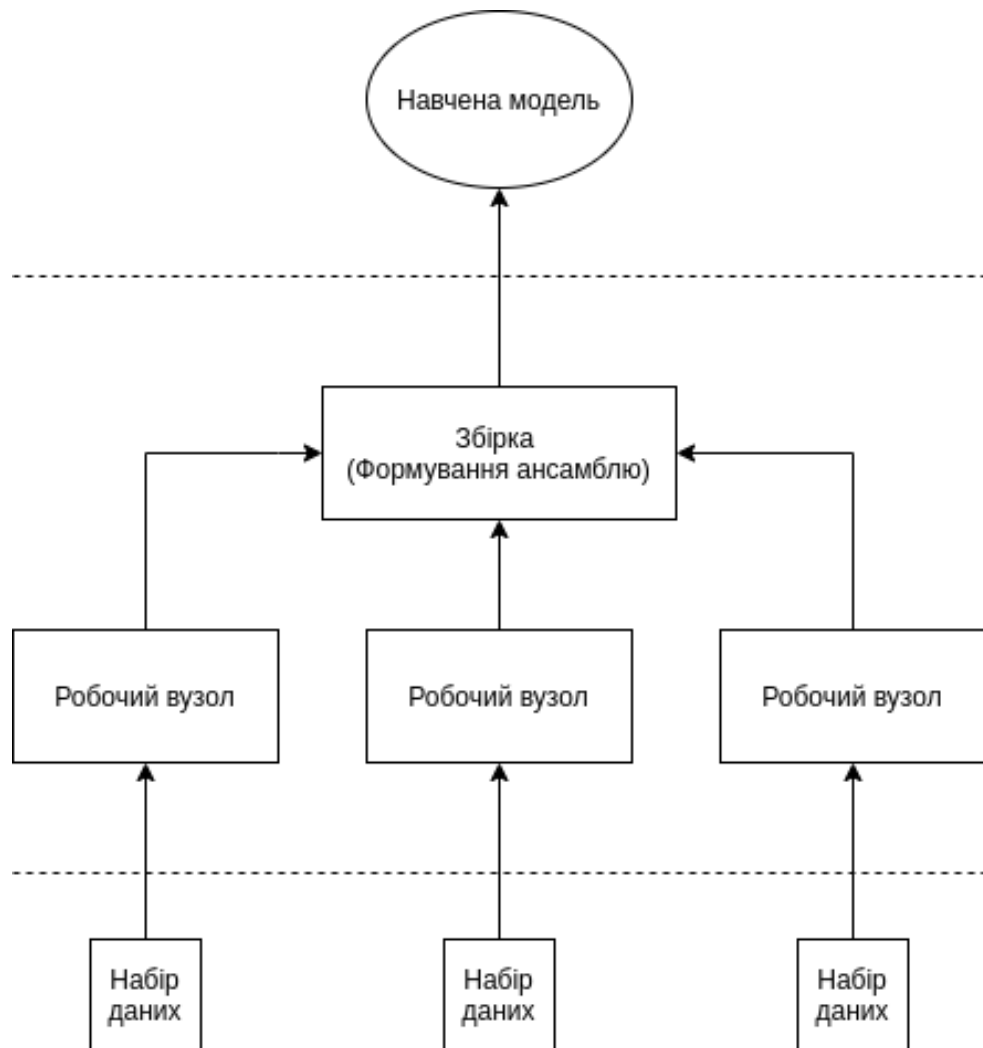 Навчена модель
Збірка
(Формування ансамблю)
Робочий вузол
Робочий вузол
Робочий вузол
Набір
даних
Набір
даних
Набір
даних